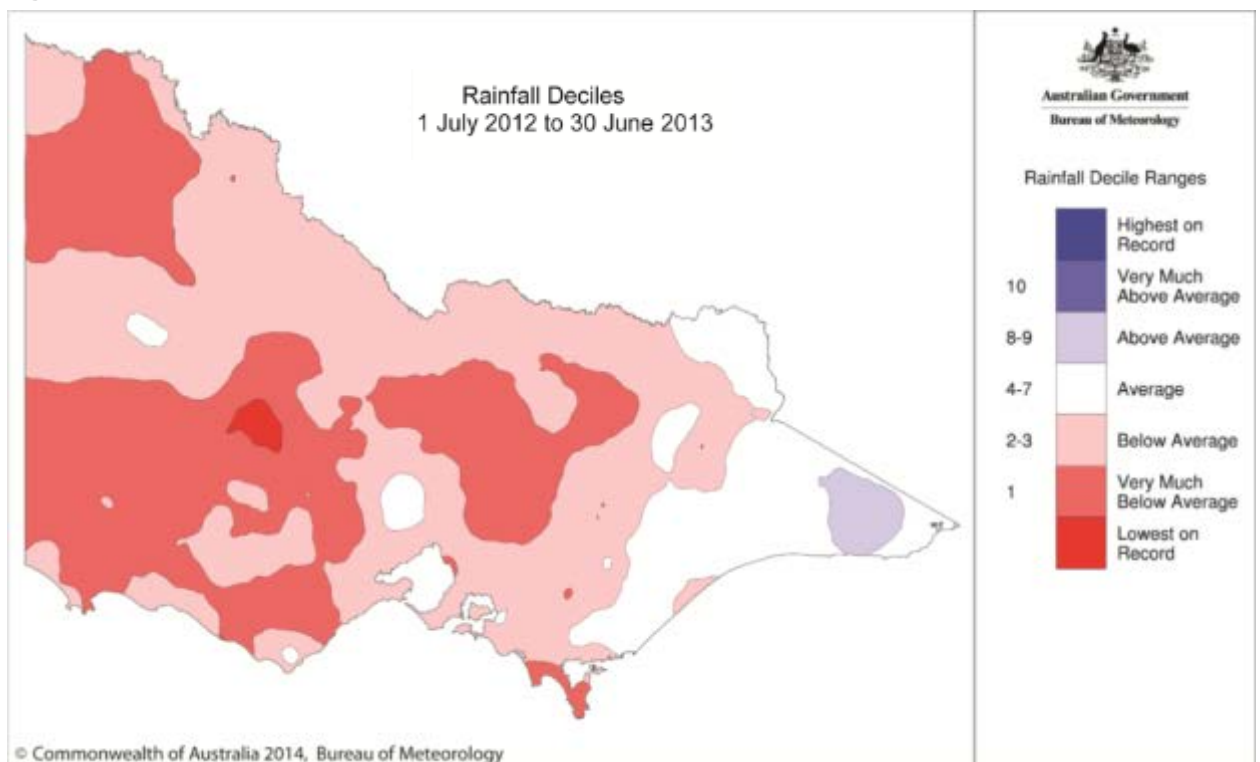 Rainfall Deciles
1 July 2012 to 30 June 2013
Australian Government
Bureau of Meteorology
Rainfall Decile Ranges
Highest on
Record
10
Very Much
Above Average
8-9
Above Average
4-7
Average
2-3
Below Average
1
Very Much
Below Average
Lowest on
Record
© Commonwealth of Australia 2014, Bureau of Meteorology